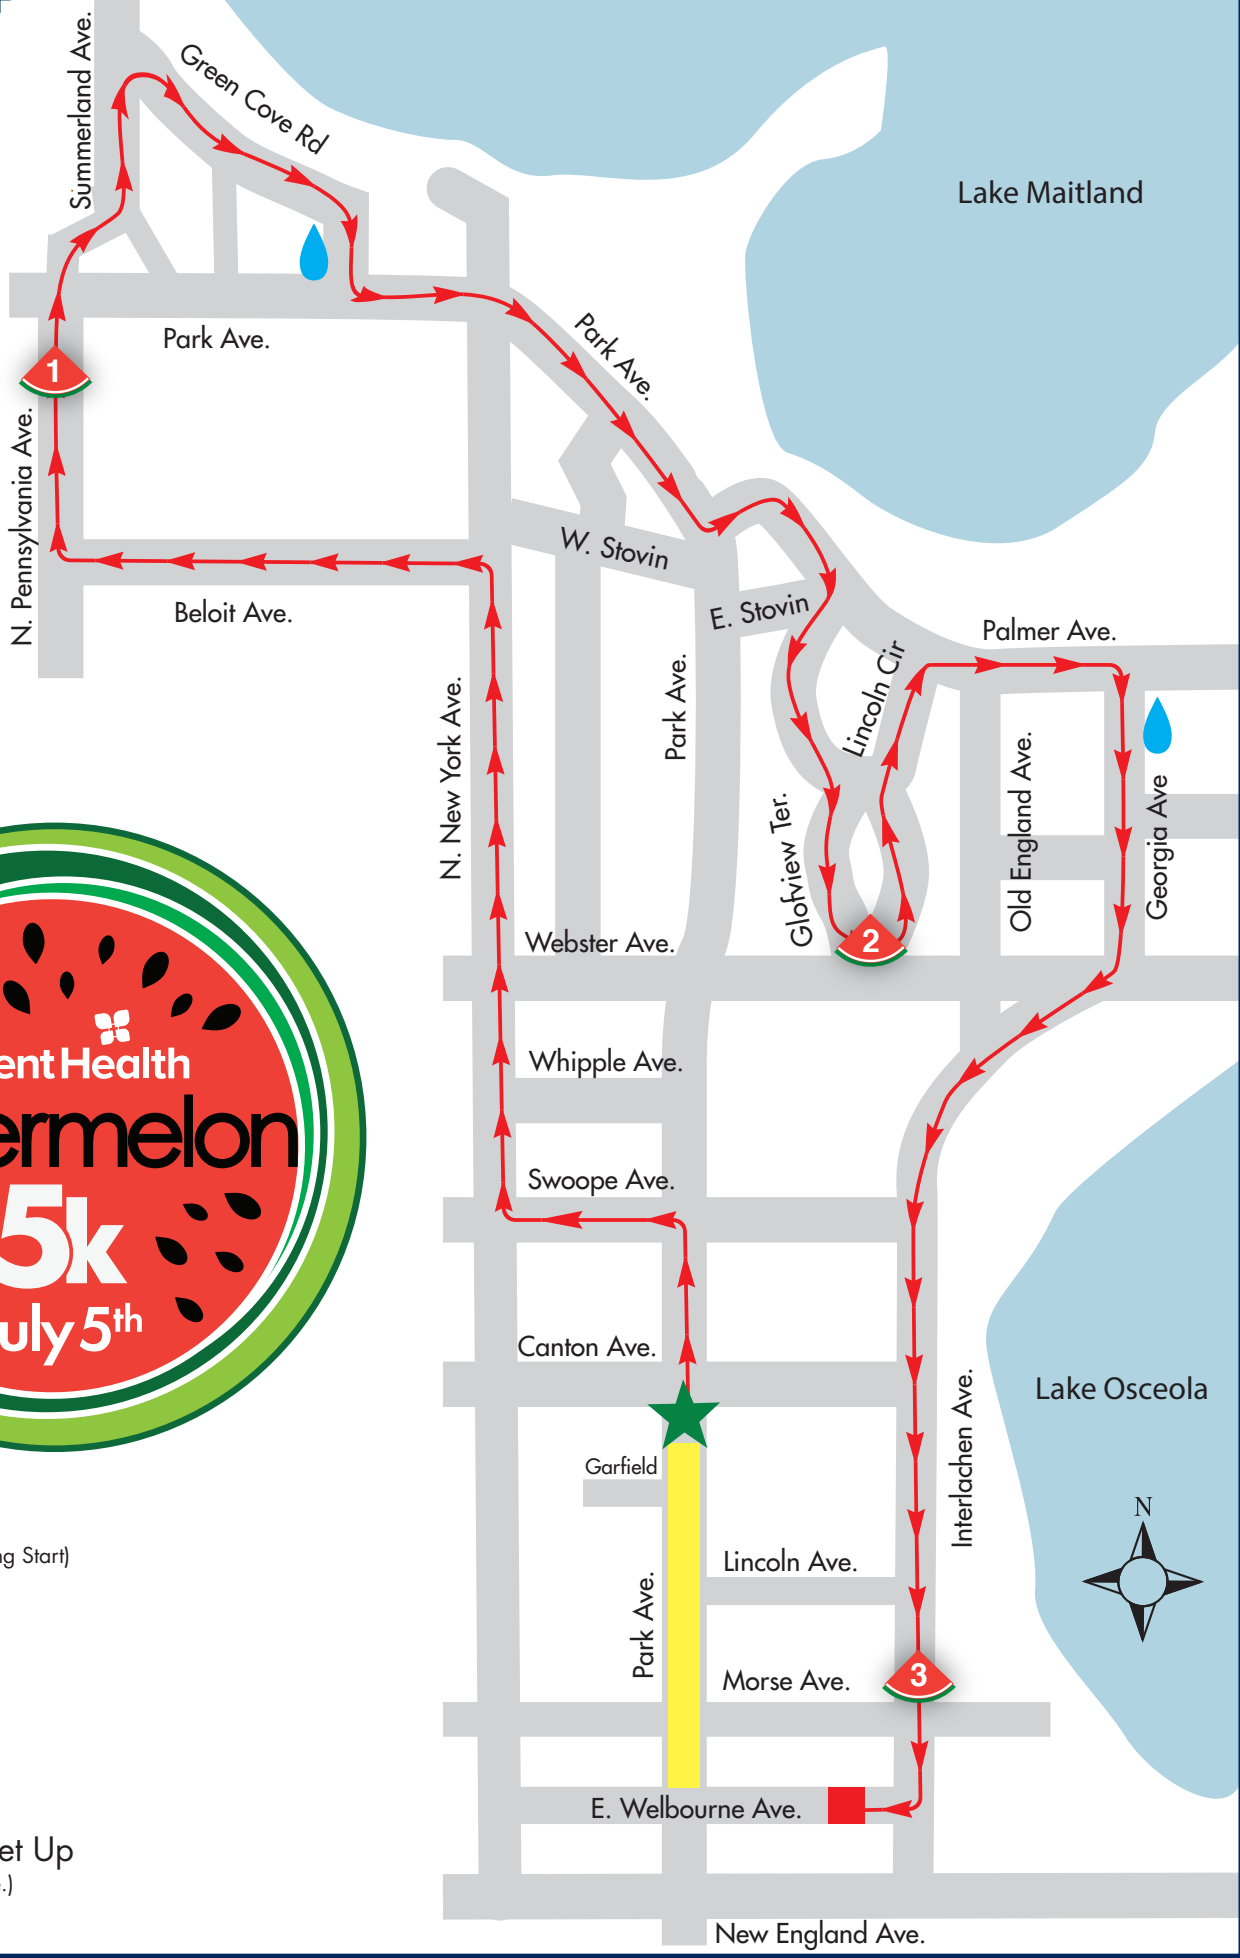 Summerland Ave.
Green Cove Rd
Lake Maitland
Park Ave.
Park Ave.
1
N. Pennsylvania Ave.
W. Stovin
E. Stovin
Beloit Ave.
Palmer Ave.
Lincoln Cir
Park Ave.
N. New York Ave.
Old England Ave.
Georgia Ave
Glofview Ter.
2
Webster Ave.
Whipple Ave.
entHealth
ermelon
5k
uly 5th
Swoope Ave.
Canton Ave.
Lake Osceola
Interlachen Ave.
Garfield
N
ng Start)
Lincoln Ave.
Park Ave.
Morse Ave.
3
E. Welbourne Ave.
et Up
.)
New England Ave.